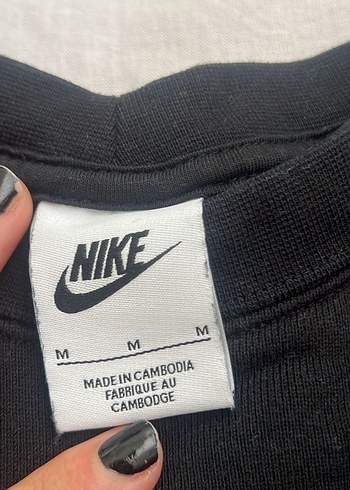 NIKE
M M M
MADE IN CAMBODIA
FABRIQUE AU
CAMBODGE